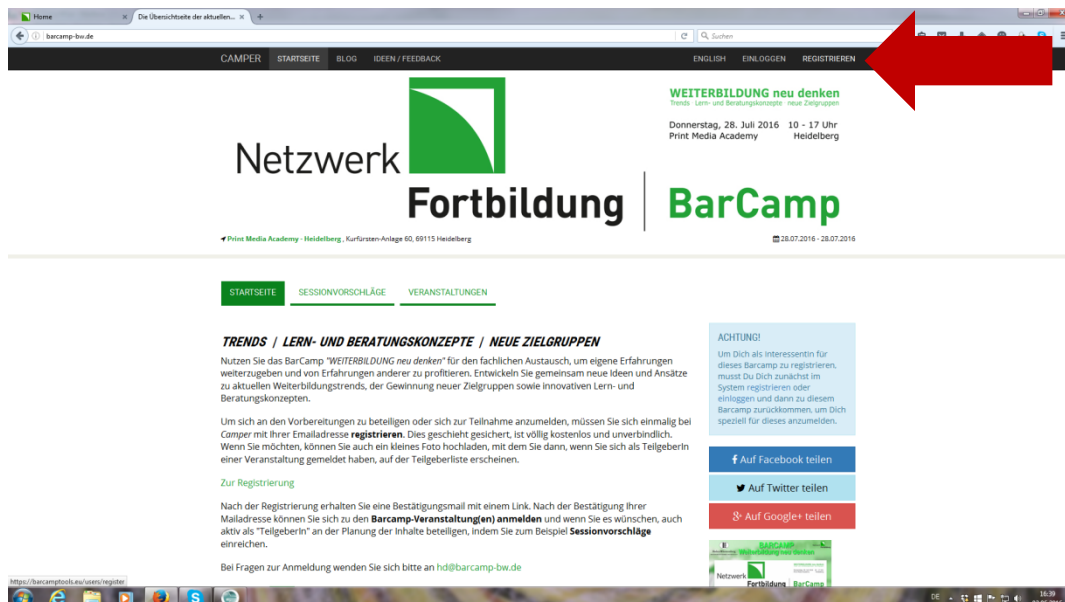 Home
Die Übersichtseite der aktuellen...
barcamp-bw.de
Suchen
CAMPER STARTSEITE BLOG IDEEN / FEEDBACK ENGLISH EINLOGGEN REGISTRIEREN
WEITERBILDUNG neu denken
Trends Lern- und Beratungskonzepte neue Zielgruppen
Donnerstag, 28. Juli 2016 10 - 17 Uhr
Print Media Academy Heidelberg
Netzwerk
Fortbildung BarCamp
Print Media Academy - Heidelberg , Kurfürsten-Anlage 60, 69115 Heidelberg
28.07.2016 - 28.07.2016
STARTSEITE SESSIONVORSCHLÄGE VERANSTALTUNGEN
TRENDS | LERN- UND BERATUNGSKONZEPTE | NEUE ZIELGRUPPEN
Nutzen Sie das BarCamp "WEITERBILDUNG neu denken" für den fachlichen Austausch, um eigene Erfahrungen
weiterzugeben und von Erfahrungen anderer zu profitieren. Entwickeln Sie gemeinsam neue Ideen und Ansätze
zu aktuellen Weiterbildungstrends, der Gewinnung neuer Zielgruppen sowie innovativen Lern- und
Beratungskonzepten.
Um sich an den Vorbereitungen zu beteiligen oder sich zur Teilnahme anzumelden, müssen Sie sich einmalig bei
Camper mit Ihrer Emailadresse registrieren. Dies geschieht gesichert, ist völlig kostenlos und unverbindlich.
Wenn Sie möchten, können Sie auch ein kleines Foto hochladen, mit dem Sie dann, wenn Sie sich als TeilgeberIn
einer Veranstaltung gemeldet haben, auf der Teilgeberliste erscheinen.
Zur Registrierung
Nach der Registrierung erhalten Sie eine Bestätigungsmail mit einem Link. Nach der Bestätigung Ihrer
Mailadresse können Sie sich zu den Barcamp-Veranstaltung(en) anmelden und wenn Sie es wünschen, auch
aktiv als "TeilgeberIn" an der Planung der Inhalte beteiligen, indem Sie zum Beispiel Sessionvorschläge
einreichen.
Bei Fragen zur Anmeldung wenden Sie sich bitte an hd@barcamp-bw.de
ACHTUNG!
Um Dich als interessentin für
dieses Barcamp zu registrieren,
musst Du Dich zunächst im
System registrieren oder
einloggen und dann zu diesem
Barcamp zurückkommen, um Dich
speziell für dieses anzumelden.
Auf Facebook teilen
Auf Twitter teilen
Auf Google+ teilen
BARCAMP
Weiterbildung neu denken
Netzwerk
Fortbildung BarCamp
https://barcamptools.eu/users/register
DE
16:39